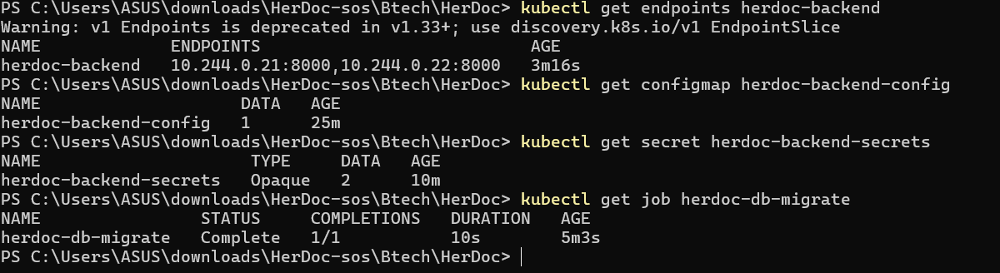 PS C:\Users\ASUS\downloads\HerDoc-sos\Btech\HerDoc> kubectl get endpoints herdoc-backend
Warning: v1 Endpoints is deprecated in v1.33+; use discovery.k8s.io/v1 EndpointSlice
NAME             ENDPOINTS                           AGE
herdoc-backend   10.244.0.21:8000,10.244.0.22:8000   3m16s
PS C:\Users\ASUS\downloads\HerDoc-sos\Btech\HerDoc> kubectl get configmap herdoc-backend-config
NAME                    DATA   AGE
herdoc-backend-config   1      25m
PS C:\Users\ASUS\downloads\HerDoc-sos\Btech\HerDoc> kubectl get secret herdoc-backend-secrets
NAME                     TYPE     DATA   AGE
herdoc-backend-secrets   Opaque   2      10m
PS C:\Users\ASUS\downloads\HerDoc-sos\Btech\HerDoc> kubectl get job herdoc-db-migrate
NAME                STATUS     COMPLETIONS   DURATION   AGE
herdoc-db-migrate   Complete   1/1           10s        5m3s
PS C:\Users\ASUS\downloads\HerDoc-sos\Btech\HerDoc>